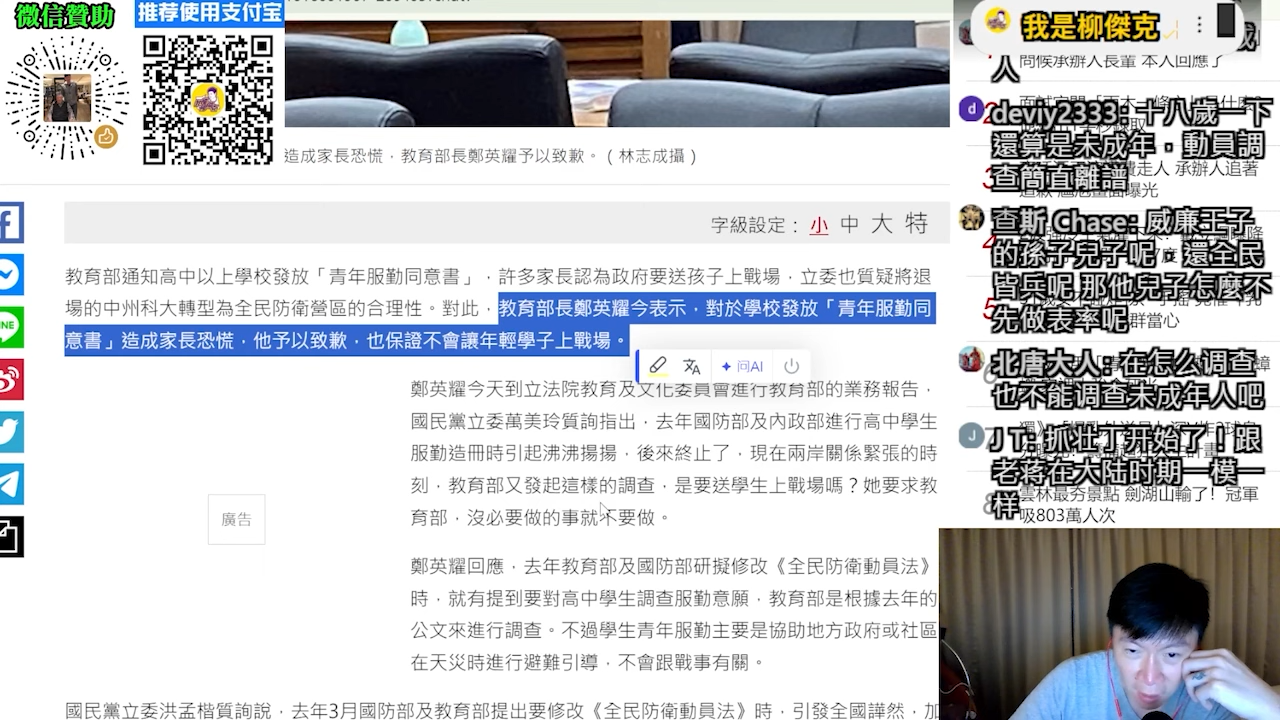 微信贊助
推荐使用支付宝
造成家長恐慌，教育部長鄭英耀予以致歉。（林志成攝）
字級設定： 小 中 大 特
教育部通知高中以上學校發放「青年服勤同意書」，許多家長認為政府要送孩子上戰場，立委也質疑將退
場的中州科大轉型為全民防衛營區的合理性。對此，教育部長鄭英耀今表示，對於學校發放「青年服勤同
意書」造成家長恐慌，他予以致歉，也保證不會讓年輕學子上戰場。
問AI
鄭英耀今天到立法院教育及文化委員會進行教育部的業務報告，
國民黨立委萬美玲質詢指出，去年國防部及內政部進行高中學生
服勤造冊時引起沸沸揚揚，後來終止了，現在兩岸關係緊張的時
刻，教育部又發起這樣的調查，是要送學生上戰場嗎？她要求教
育部，沒必要做的事就不要做。
廣告
鄭英耀回應，去年教育部及國防部研擬修改《全民防衛動員法》
時，就有提到要對高中學生調查服勤意願，教育部是根據去年的
公文來進行調查。不過學生青年服勤主要是協助地方政府或社區
在天災時進行避難引導，不會跟戰事有關。
國民黨立委洪孟楷質詢說，去年3月國防部及教育部提出要修改《全民防衛動員法》時，引發全國譁然，加
LINE
我是柳傑克
人
問候承辦人長輩 本人回應了
d
deviy2333: 十八歲一下
還算是未成年，動員調
查簡直離譜
走人 承辦人追著
查斯 Chase: 威廉王子
的孫子兒子呢，還全民
皆兵呢 那他兒子怎麼不
先做表率呢
群當心
北唐大人: 在怎么调查
也不能调查未成年人吧
J
J T: 抓壮丁开始了！跟
老蒋在大陆时期一模一
样
雲林最夯景點 劍湖山輸了！冠軍
吸803萬人次